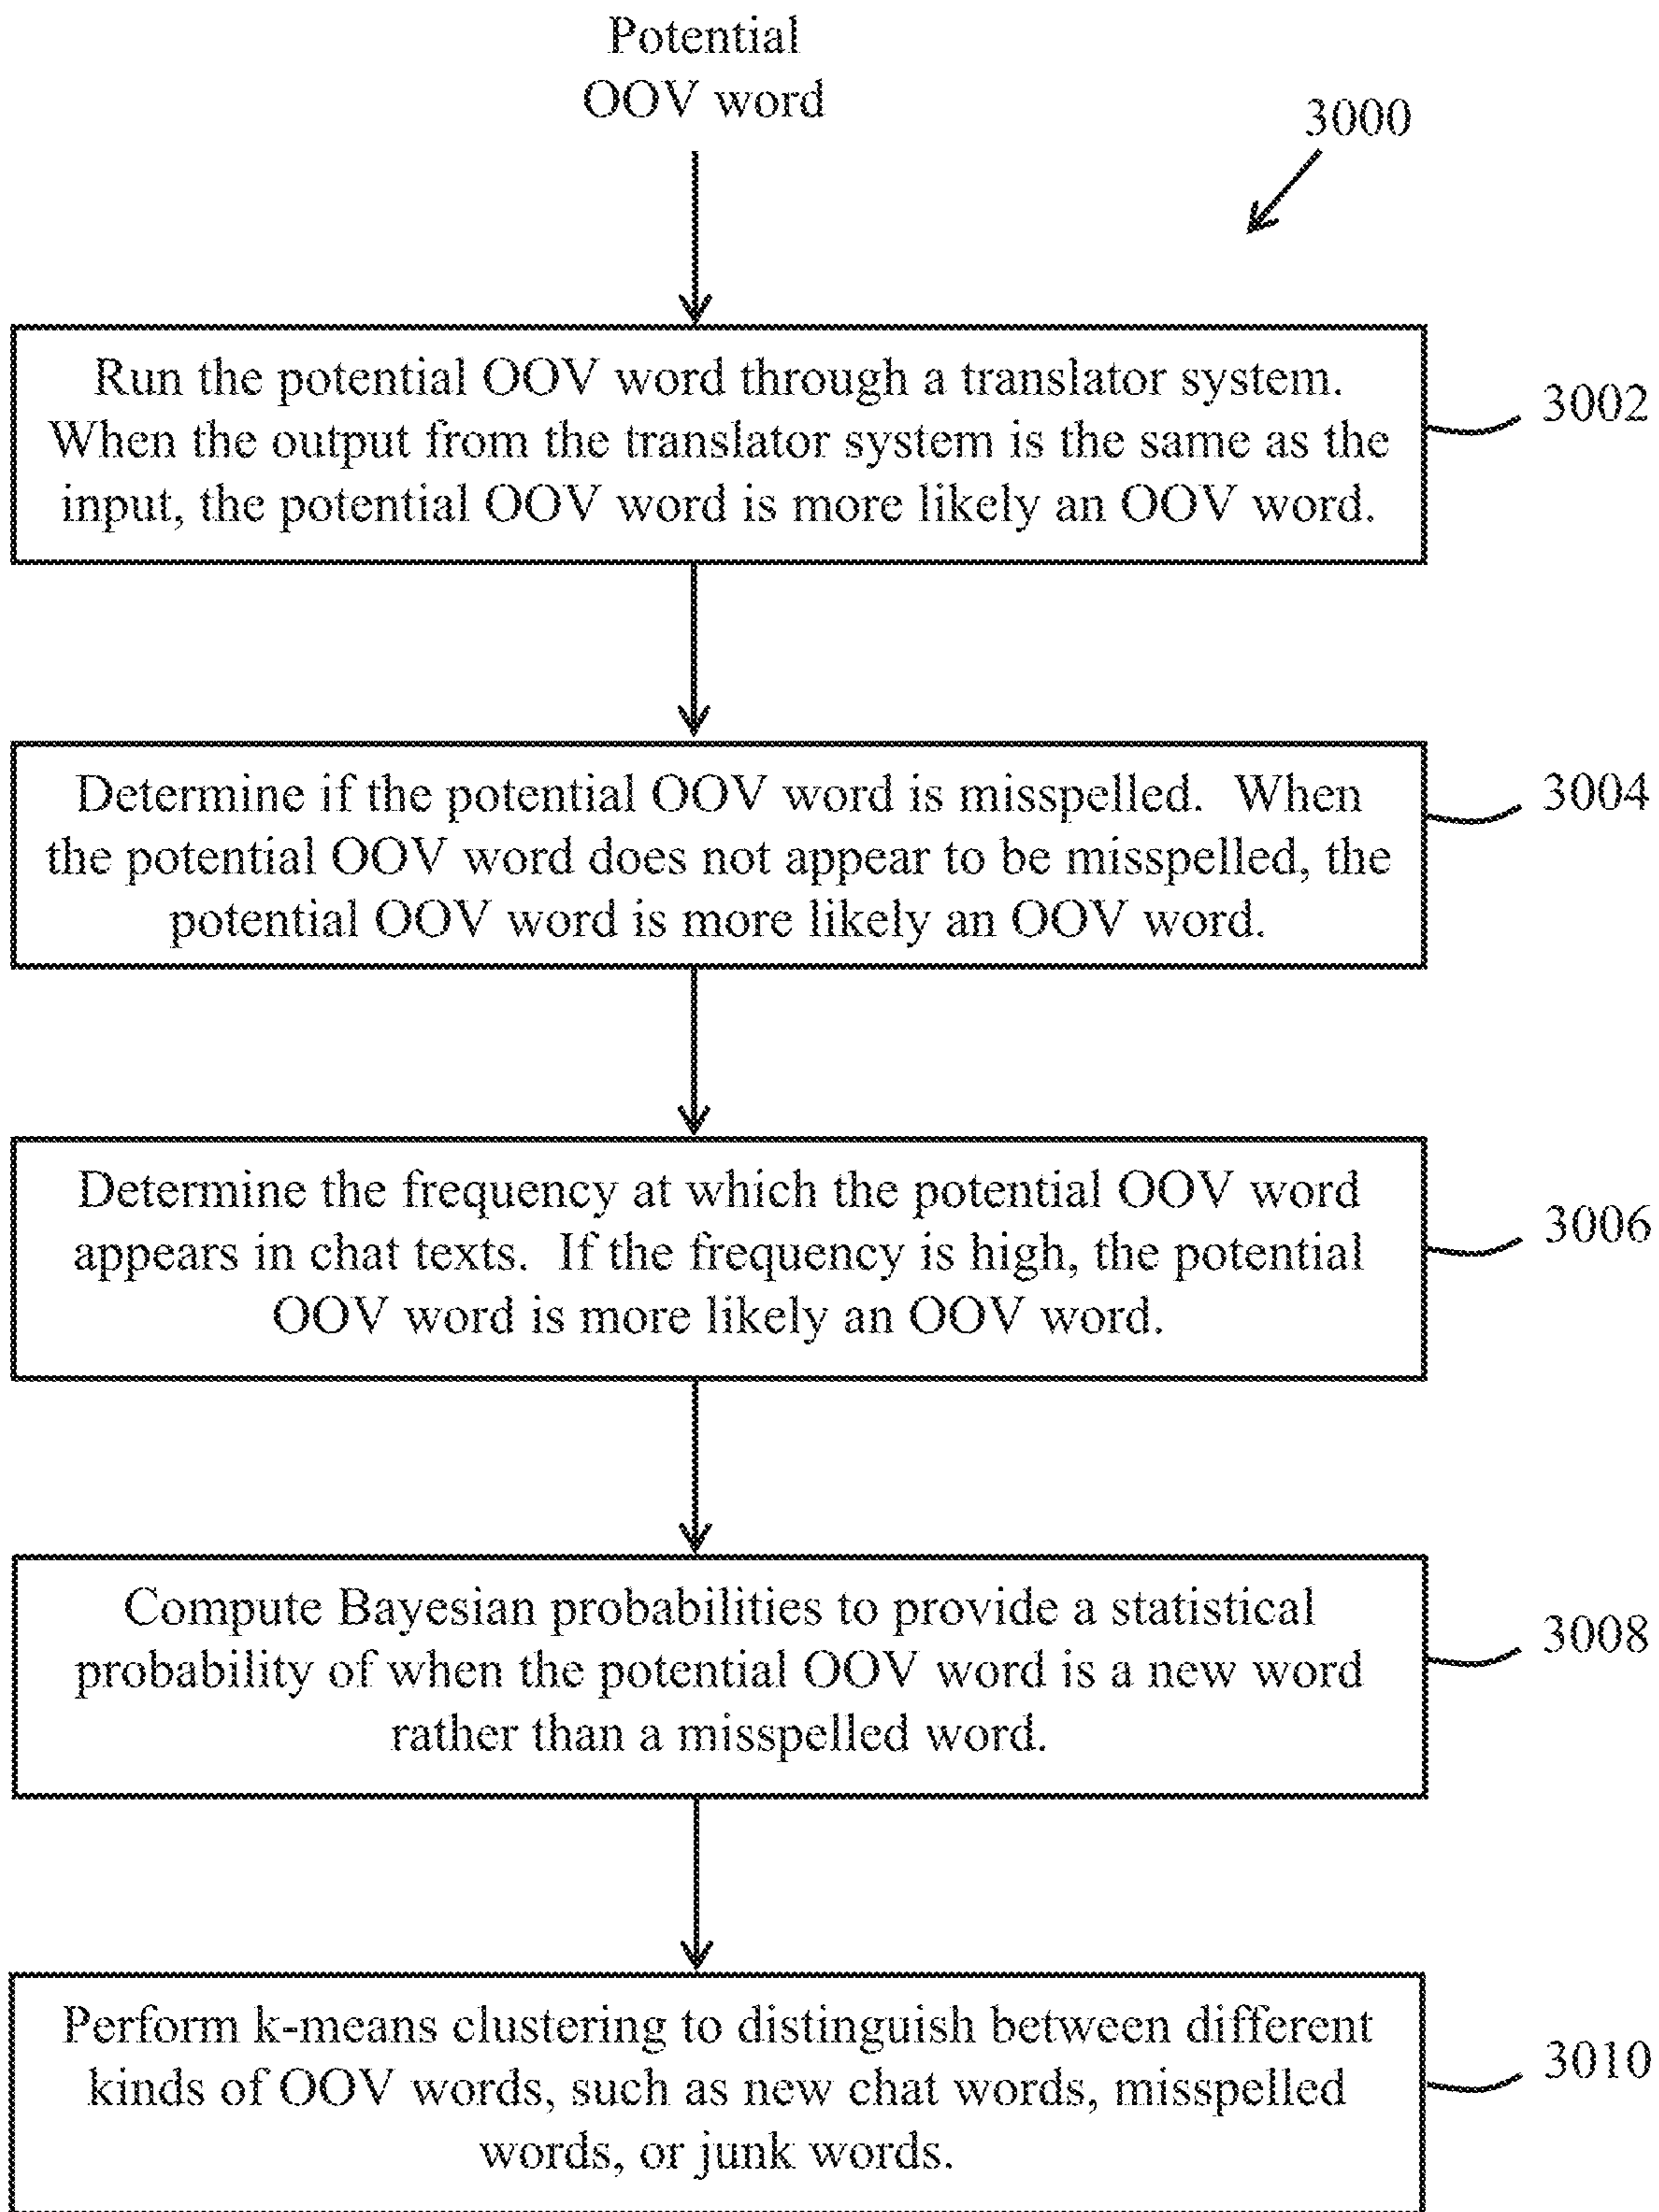 Potential
OOV word
3000
Run the potential OOV word through a translator system.
When the output from the translator system is the same as the
input, the potential OOV word is more likely an OOV word.
3002
Determine if the potential OOV word is misspelled.  When
the potential OOV word does not appear to be misspelled, the
potential OOV word is more likely an OOV word.
3004
Determine the frequency at which the potential OOV word
appears in chat texts.  If the frequency is high, the potential
OOV word is more likely an OOV word.
3006
Compute Bayesian probabilities to provide a statistical
probability of when the potential OOV word is a new word
rather than a misspelled word.
3008
Perform k-means clustering to distinguish between different
kinds of OOV words, such as new chat words, misspelled
words, or junk words.
3010